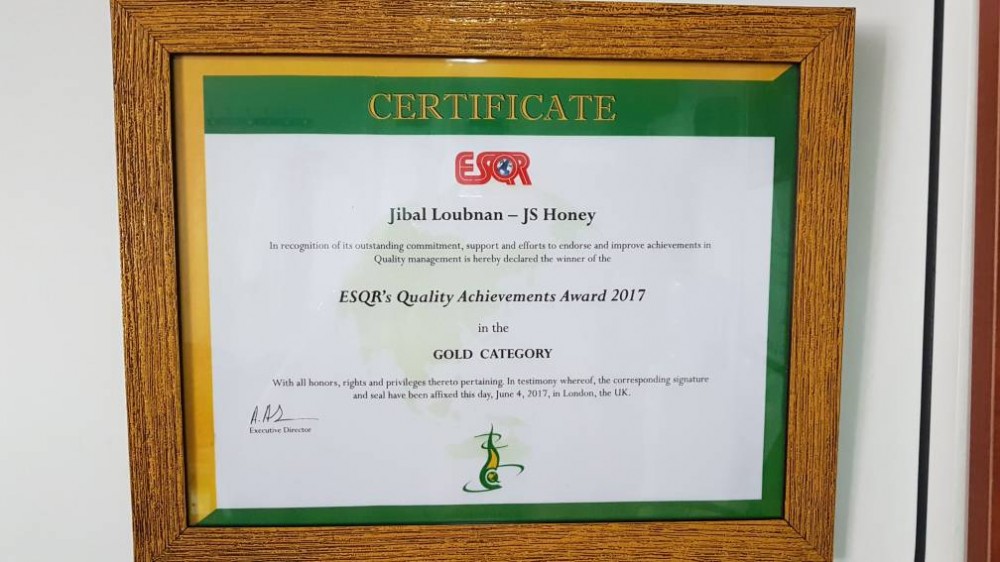 CERTIFICATE
ESQR
Jibal Loubnan – JS Honey
In recognition of its outstanding commitment, support and efforts to endorse and improve achievements in
Quality management is hereby declared the winner of the
ESQR's Quality Achievements Award 2017
in the
GOLD CATEGORY
With all honors, rights and privileges thereto pertaining. In testimony whereof, the corresponding signature
and seal have been affixed this day, June 4, 2017, in London, the UK.
Executive Director